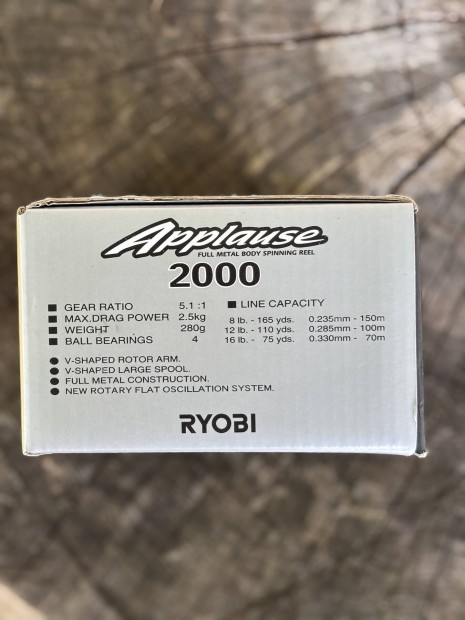 Applause
FULL METAL BODY SPINNING REEL
2000
■ GEAR RATIO 5.1 :1
■ MAX.DRAG POWER 2.5kg
■ WEIGHT 280g
■ BALL BEARINGS 4
■ LINE CAPACITY
8 lb. - 165 yds. 0.235mm - 150m
12 lb. - 110 yds. 0.285mm - 100m
16 lb. - 75 yds. 0.330mm - 70m
● V-SHAPED ROTOR ARM.
● V-SHAPED LARGE SPOOL.
● FULL METAL CONSTRUCTION.
● NEW ROTARY FLAT OSCILLATION SYSTEM.
RYOBI